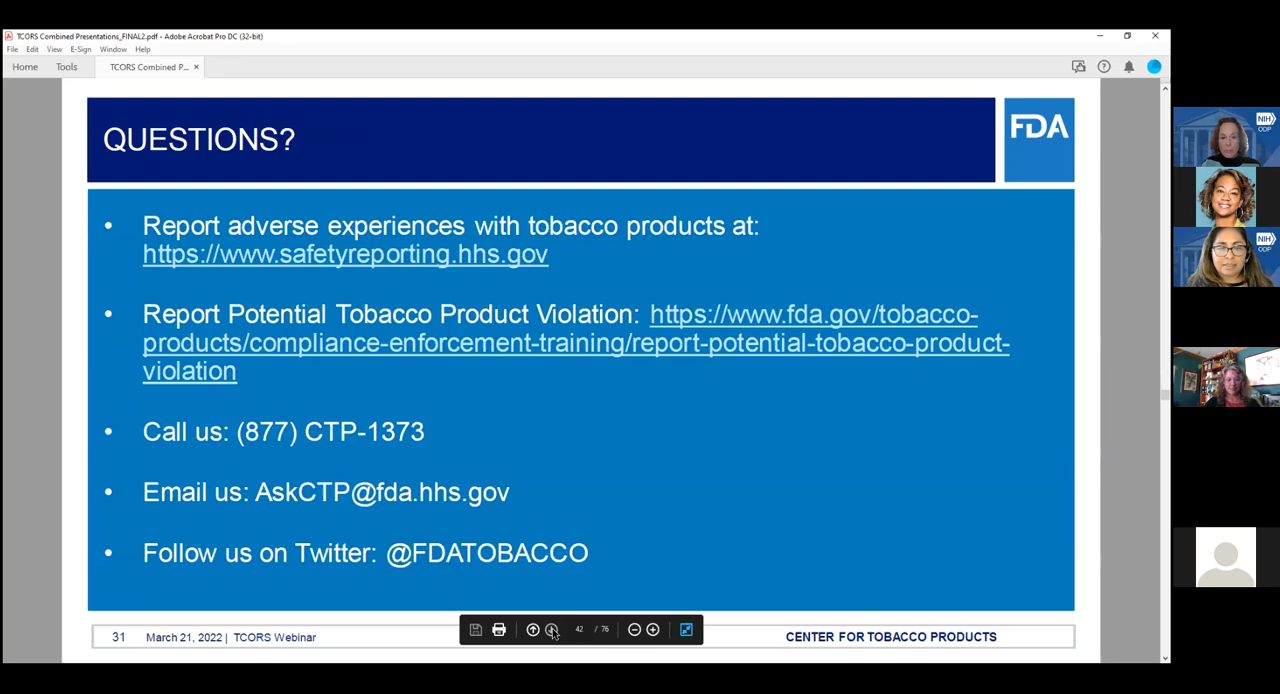 TCORS Combined Presentations_FINAL2.pdf - Adobe Acrobat Pro DC (32-bit)
File Edit View E-Sign Window Help
Home Tools TCORS Combined P... ×
QUESTIONS?
FDA
• Report adverse experiences with tobacco products at:
https://www.safetyreporting.hhs.gov
• Report Potential Tobacco Product Violation: https://www.fda.gov/tobacco-
products/compliance-enforcement-training/report-potential-tobacco-product-
violation
• Call us: (877) CTP-1373
• Email us: AskCTP@fda.hhs.gov
• Follow us on Twitter: @FDATOBACCO
31 March 21, 2022 | TCORS Webinar
42 / 76
CENTER FOR TOBACCO PRODUCTS
NIH
ODP
NIH
ODP